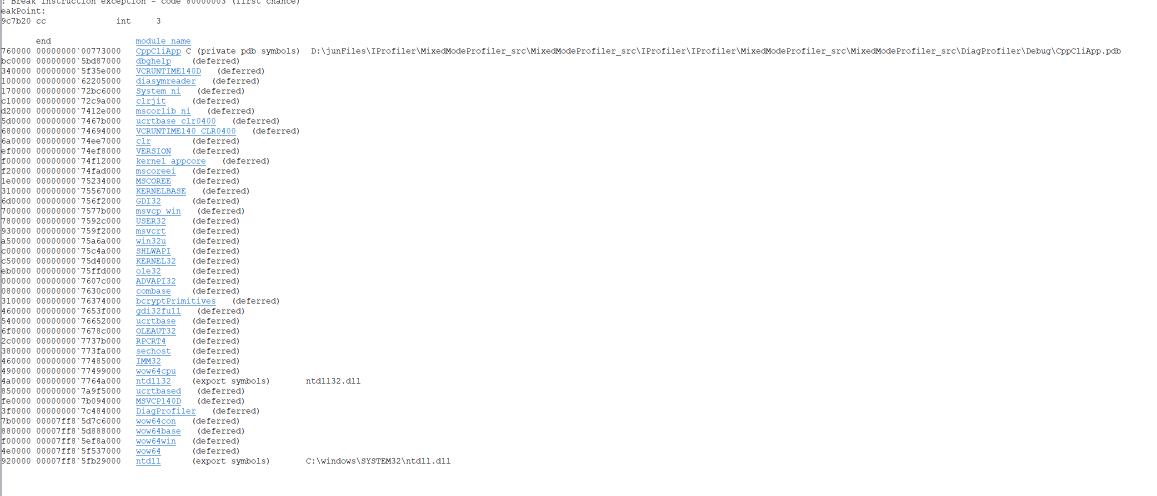 : Break instruction exception - code 80000003 (first chance)
eakPoint:
9c7b20 cc int 3
end module name
760000 00000000`00773000 CppCliApp C (private pdb symbols) D:\junFiles\IProfiler\MixedModeProfiler_src\MixedModeProfiler_src\IProfiler\IProfiler\MixedModeProfiler_src\MixedModeProfiler_src\DiagProfiler\Debug\CppCliApp.pdb
bc0000 00000000`5bd87000 dbghelp (deferred)
340000 00000000`5f35e000 VCRUNTIME140D (deferred)
100000 00000000`62205000 diasymreader (deferred)
170000 00000000`72bc6000 System_ni (deferred)
c10000 00000000`72c9a000 clrjit (deferred)
d20000 00000000`7412e000 mscorlib_ni (deferred)
5d0000 00000000`7467b000 ucrtbase_clr0400 (deferred)
680000 00000000`74694000 VCRUNTIME140_CLR0400 (deferred)
6a0000 00000000`74ee7000 clr (deferred)
ef0000 00000000`74ef8000 VERSION (deferred)
f00000 00000000`74f12000 kernel_appcore (deferred)
f20000 00000000`74fad000 mscoreei (deferred)
1e0000 00000000`75234000 MSCOREE (deferred)
310000 00000000`75567000 KERNELBASE (deferred)
6d0000 00000000`756f2000 GDI32 (deferred)
700000 00000000`7577b000 msvcp_win (deferred)
780000 00000000`7592c000 USER32 (deferred)
930000 00000000`759f2000 msvcrt (deferred)
a50000 00000000`75a6a000 win32u (deferred)
c00000 00000000`75c4a000 SHLWAPI (deferred)
c50000 00000000`75d40000 KERNEL32 (deferred)
eb0000 00000000`75ffd000 ole32 (deferred)
000000 00000000`7607c000 ADVAPI32 (deferred)
080000 00000000`7630c000 combase (deferred)
310000 00000000`76374000 bcryptPrimitives (deferred)
460000 00000000`7653f000 gdi32full (deferred)
540000 00000000`76652000 ucrtbase (deferred)
6f0000 00000000`7678c000 OLEAUT32 (deferred)
2c0000 00000000`7737b000 RPCRT4 (deferred)
380000 00000000`773fa000 sechost (deferred)
460000 00000000`77485000 IMM32 (deferred)
490000 00000000`77499000 wow64cpu (deferred)
4a0000 00000000`7764a000 ntdll32 (export symbols) ntdll32.dll
850000 00000000`7a9f5000 ucrtbased (deferred)
fe0000 00000000`7b094000 MSVCP140D (deferred)
3f0000 00000000`7c484000 DiagProfiler (deferred)
7b0000 00007ff8`5d7c6000 wow64con (deferred)
880000 00007ff8`5d888000 wow64base (deferred)
f00000 00007ff8`5ef8a000 wow64win (deferred)
4e0000 00007ff8`5f537000 wow64 (deferred)
920000 00007ff8`5fb29000 ntdll (export symbols) C:\windows\SYSTEM32\ntdll.dll